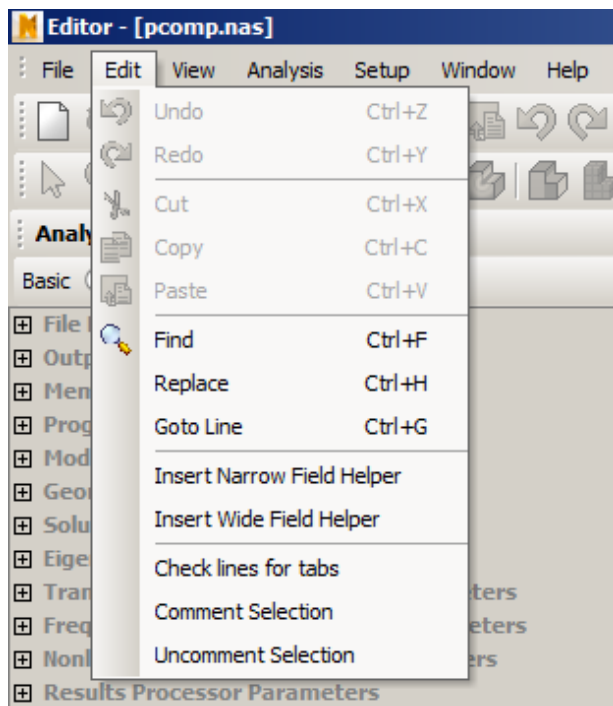 Editor - [pcomp.nas]
File Edit View Analysis Setup Window Help
Undo Ctrl+Z
Redo Ctrl+Y
Cut Ctrl+X
Copy Ctrl+C
Paste Ctrl+V
Find Ctrl+F
Replace Ctrl+H
Goto Line Ctrl+G
Insert Narrow Field Helper
Insert Wide Field Helper
Check lines for tabs
Comment Selection
Uncomment Selection
Basic
File
Results Processor Parameters